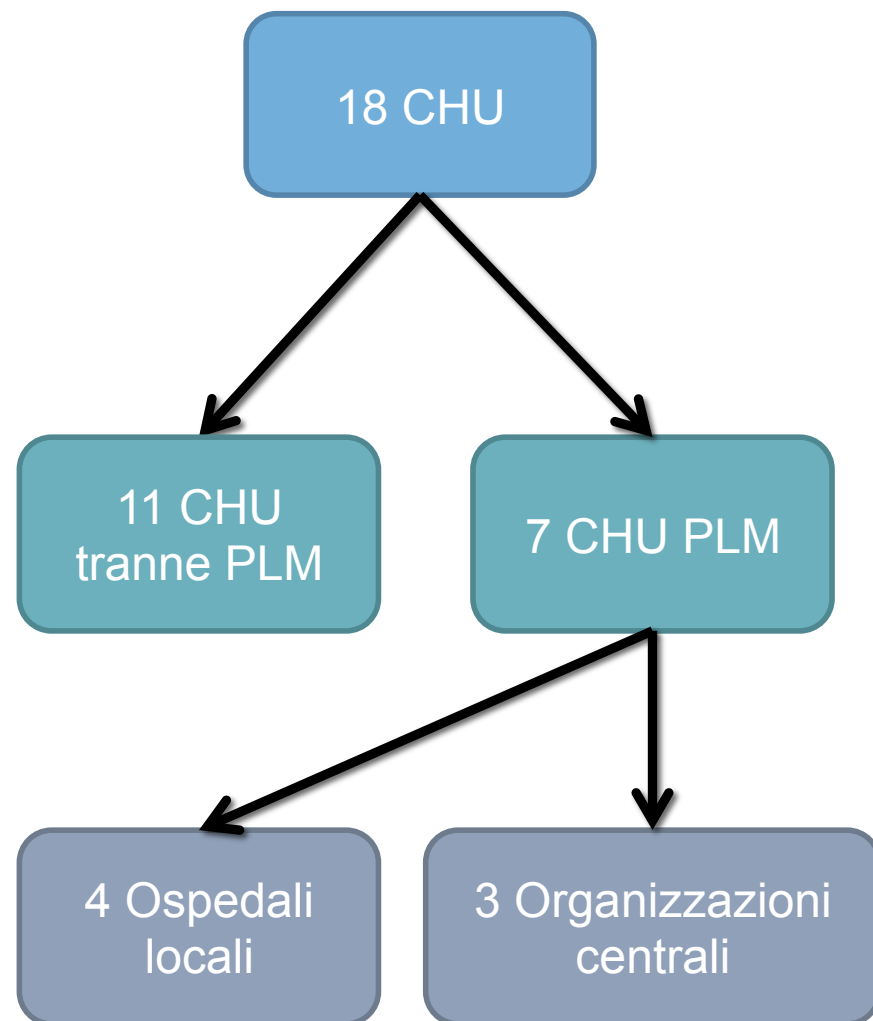 18 CHU
11 CHU
tranne PLM
7 CHU PLM
4 Ospedali
locali
3 Organizzazioni
centrali